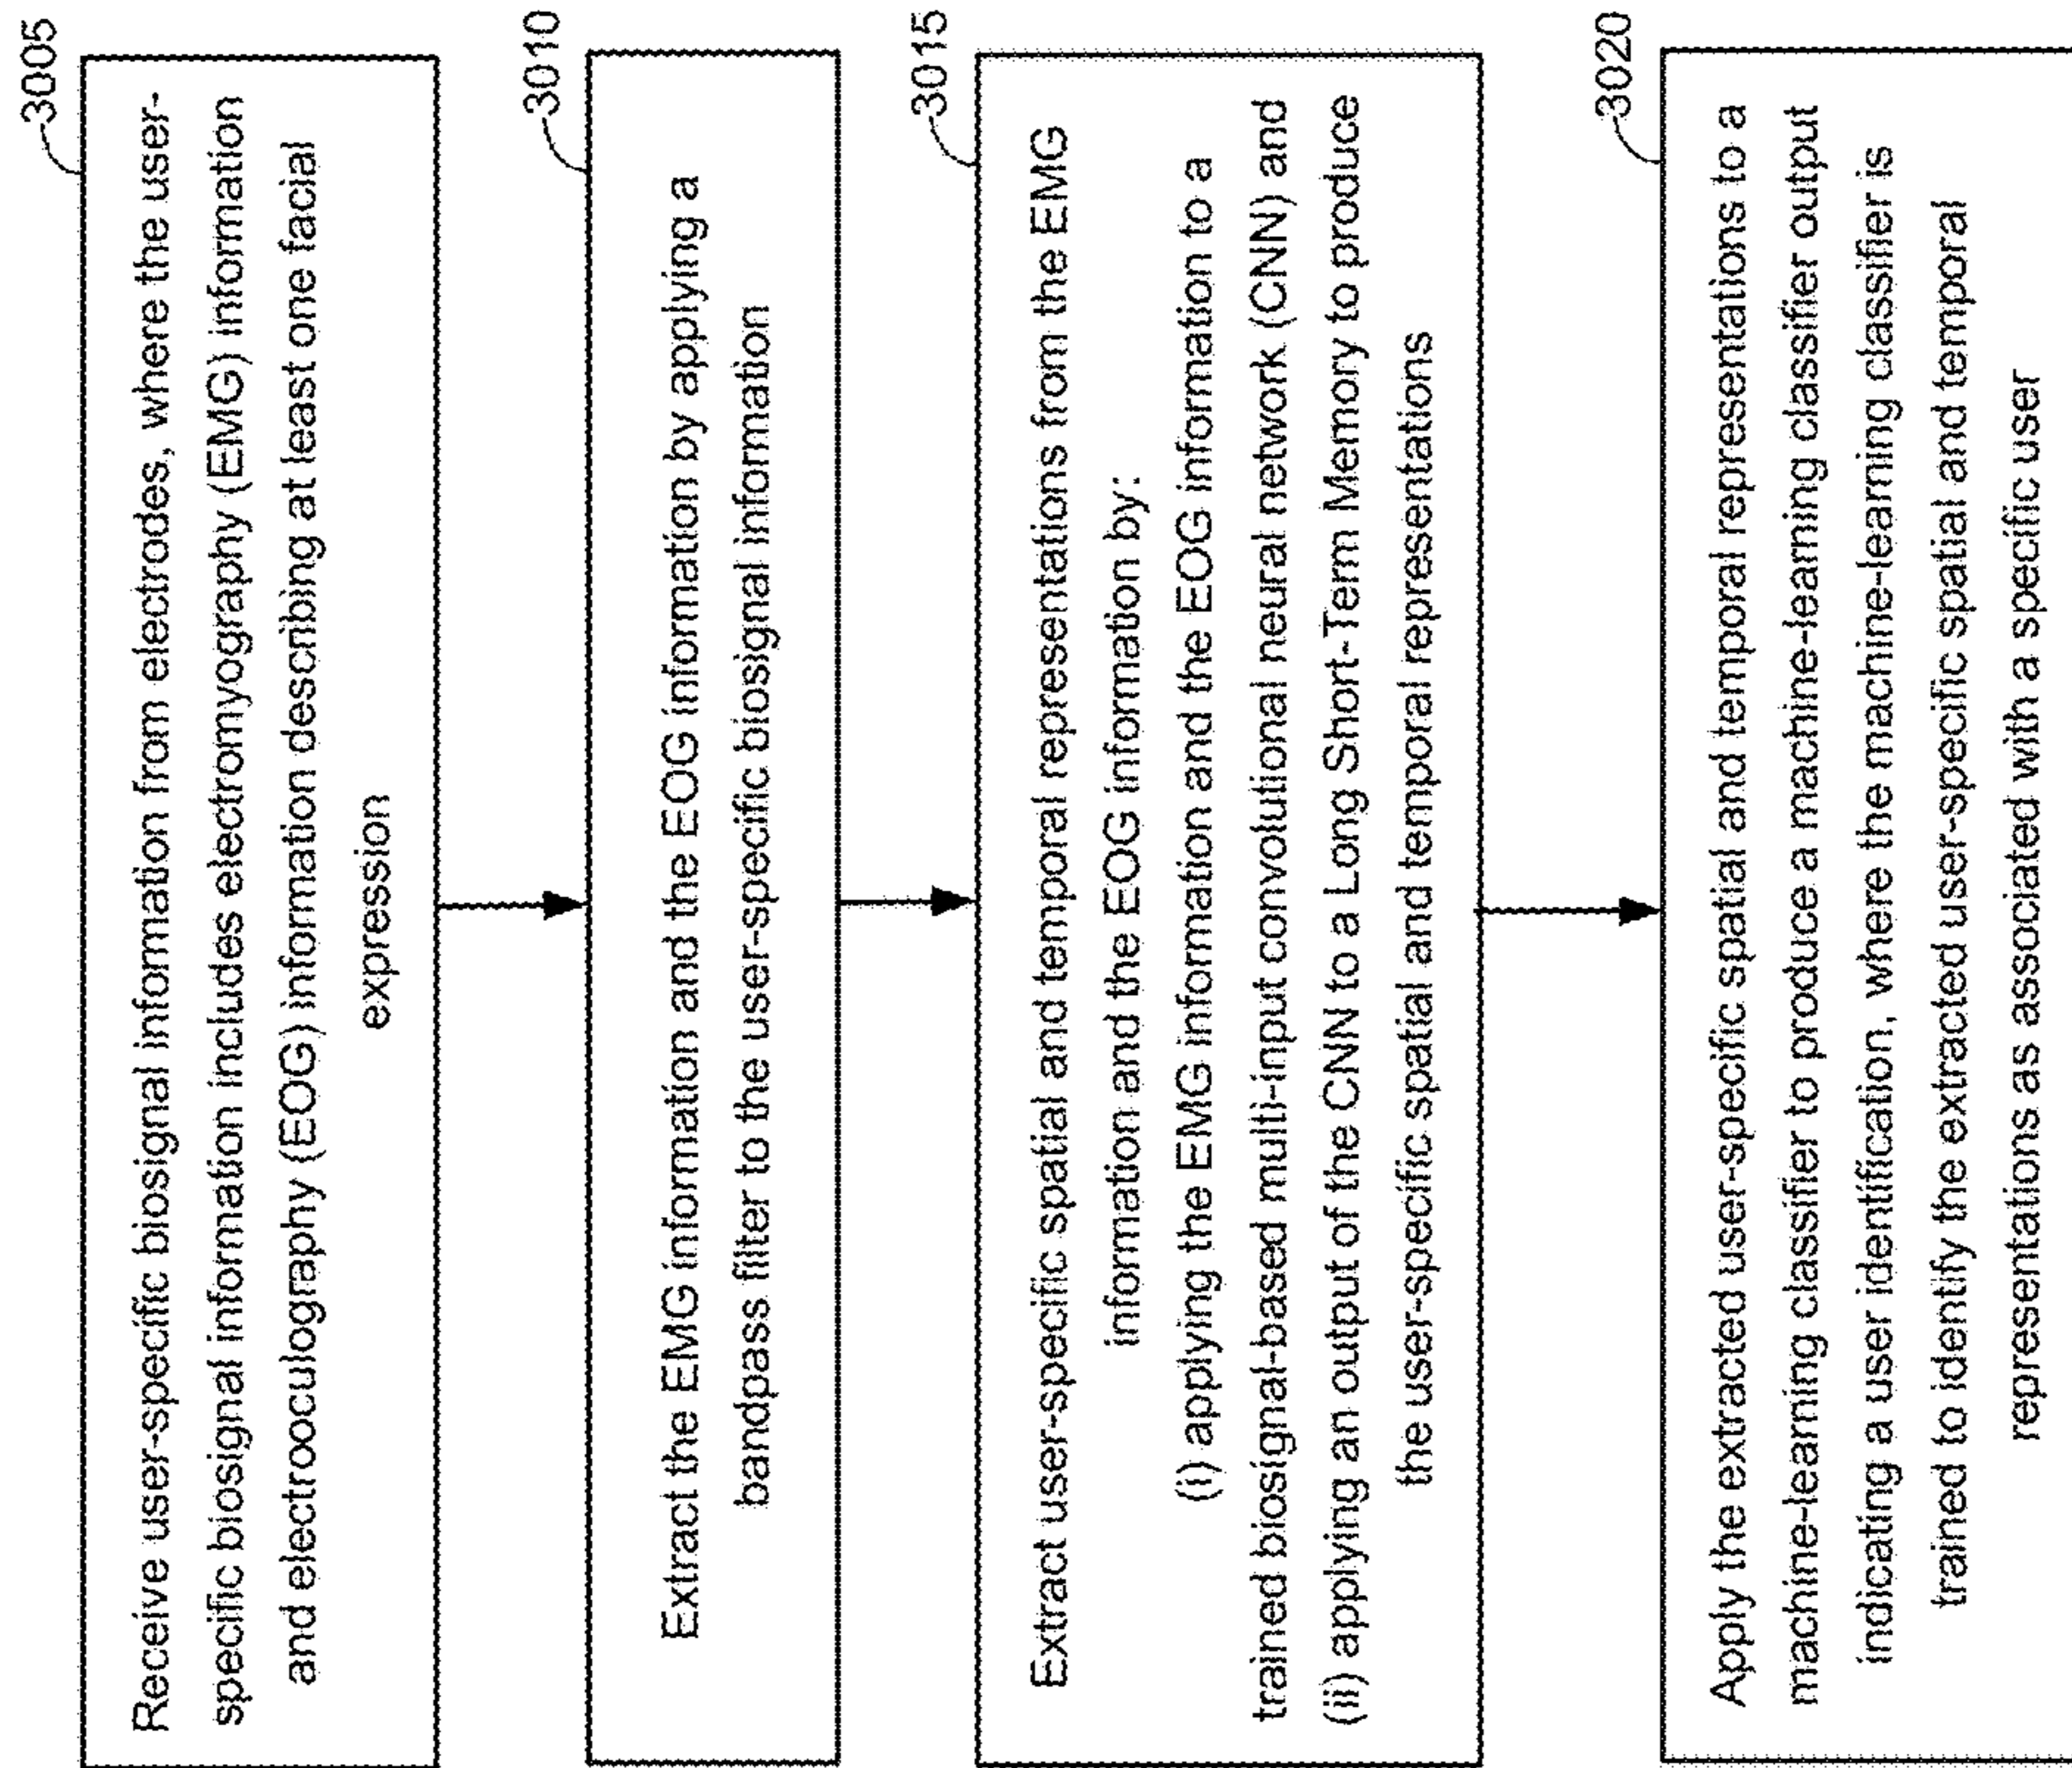 3005
Receive user-specific biosignal information from electrodes, where the user-
specific biosignal information includes electromyography (EMG) information
and electrooculography (EOG) information describing at least one facial
expression
3010
Extract the EMG information and the EOG information by applying a
bandpass filter to the user-specific biosignal information
3015
Extract user-specific spatial and temporal representations from the EMG
information and the EOG information by:
(i) applying the EMG information and the EOG information to a
trained biosignal-based multi-input convolutional neural network (CNN) and
(ii) applying an output of the CNN to a Long Short-Term Memory to produce
the user-specific spatial and temporal representations
3020
Apply the extracted user-specific spatial and temporal representations to a
machine-learning classifier to produce a machine-learning classifier output
indicating a user identification, where the machine-learning classifier is
trained to identify the extracted user-specific spatial and temporal
representations as associated with a specific user